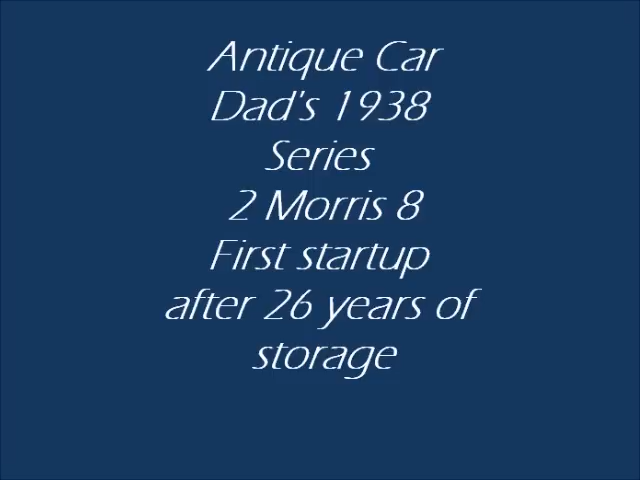 Antique Car
Dad's 1938
Series
2 Morris 8
First startup
after 26 years of
storage